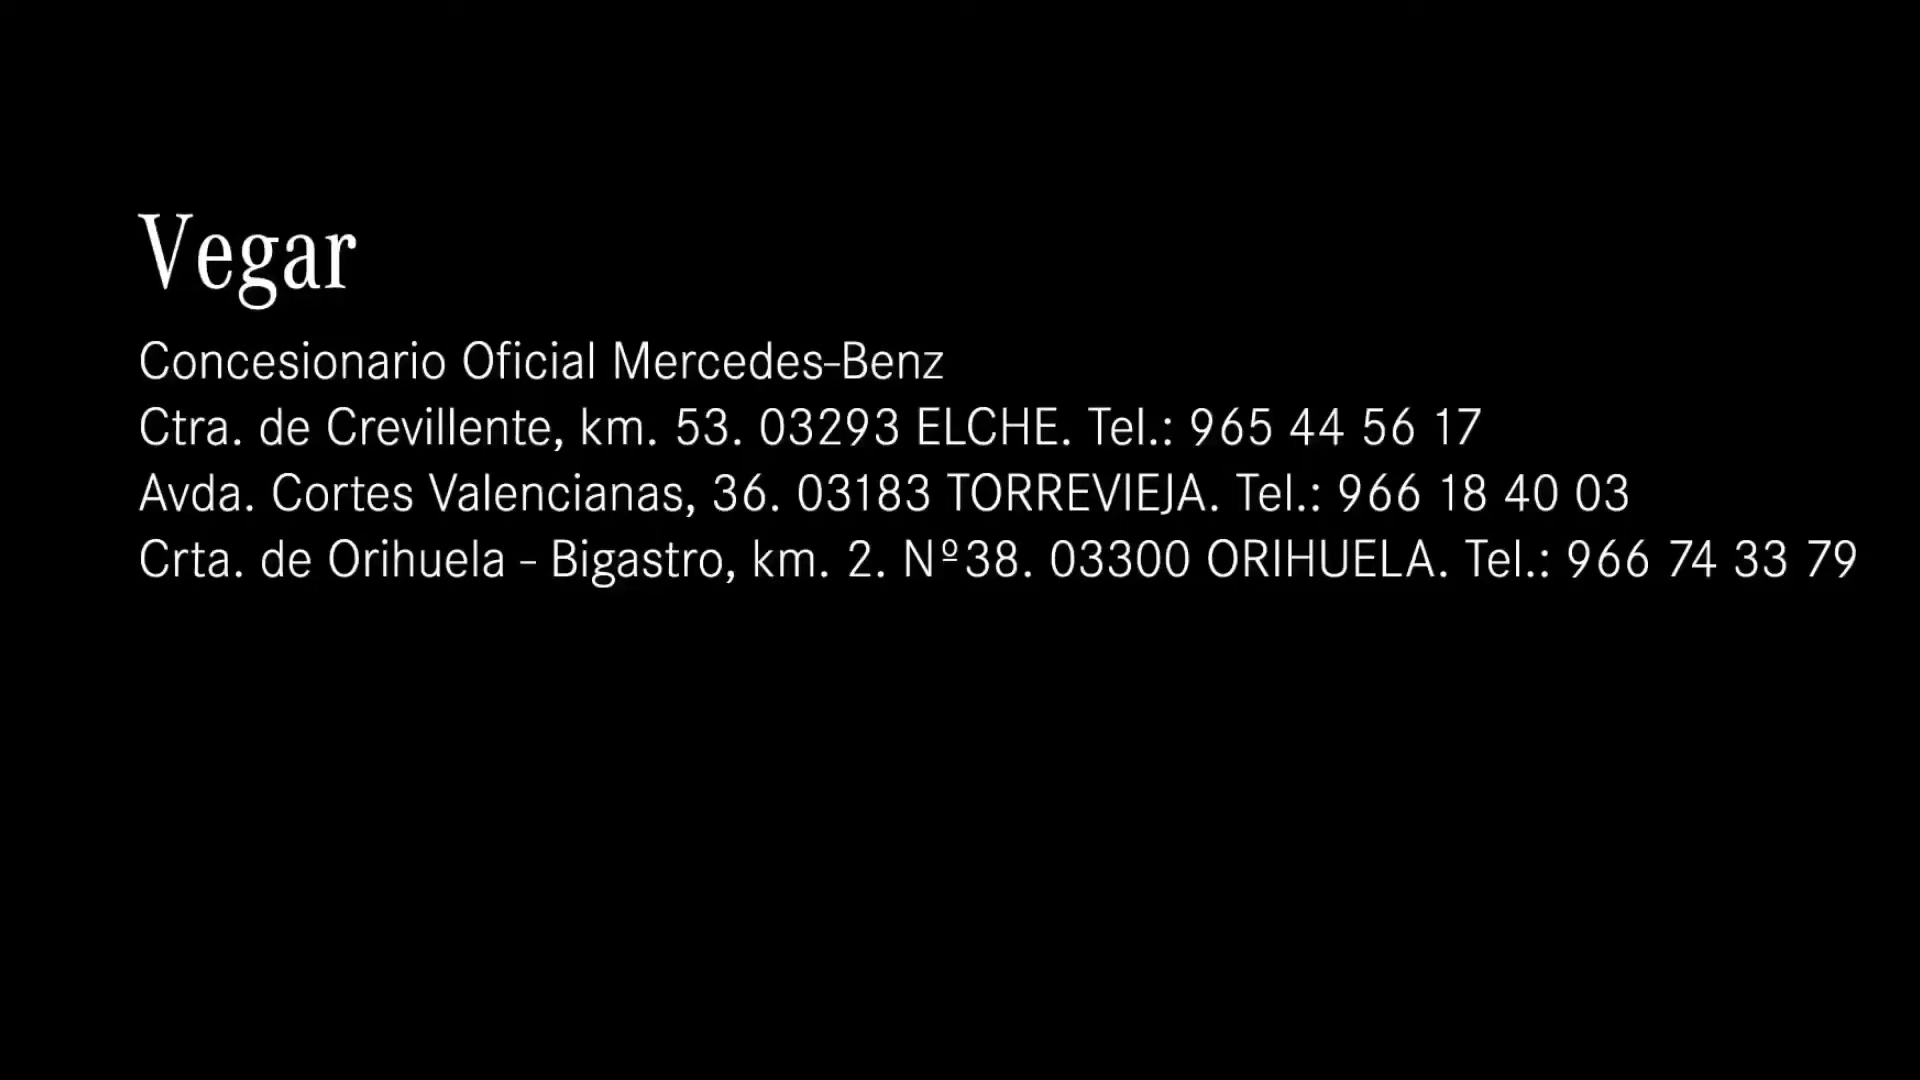 Vegar
Concesionario Oficial Mercedes-Benz
Ctra. de Crevillente, km. 53. 03293 ELCHE. Tel.: 965 44 56 17
Avda. Cortes Valencianas, 36. 03183 TORREVIEJA. Tel.: 966 18 40 03
Crta. de Orihuela - Bigastro, km. 2. Nº38. 03300 ORIHUELA. Tel.: 966 74 33 79